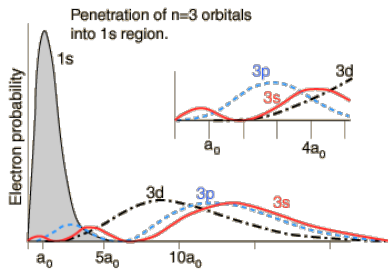 Penetration of n=3 orbitals
into 1s region.
1s
3p
3d
3s
a₀
4a₀
Electron probability
3d
3p
3s
a₀
5a₀
10a₀